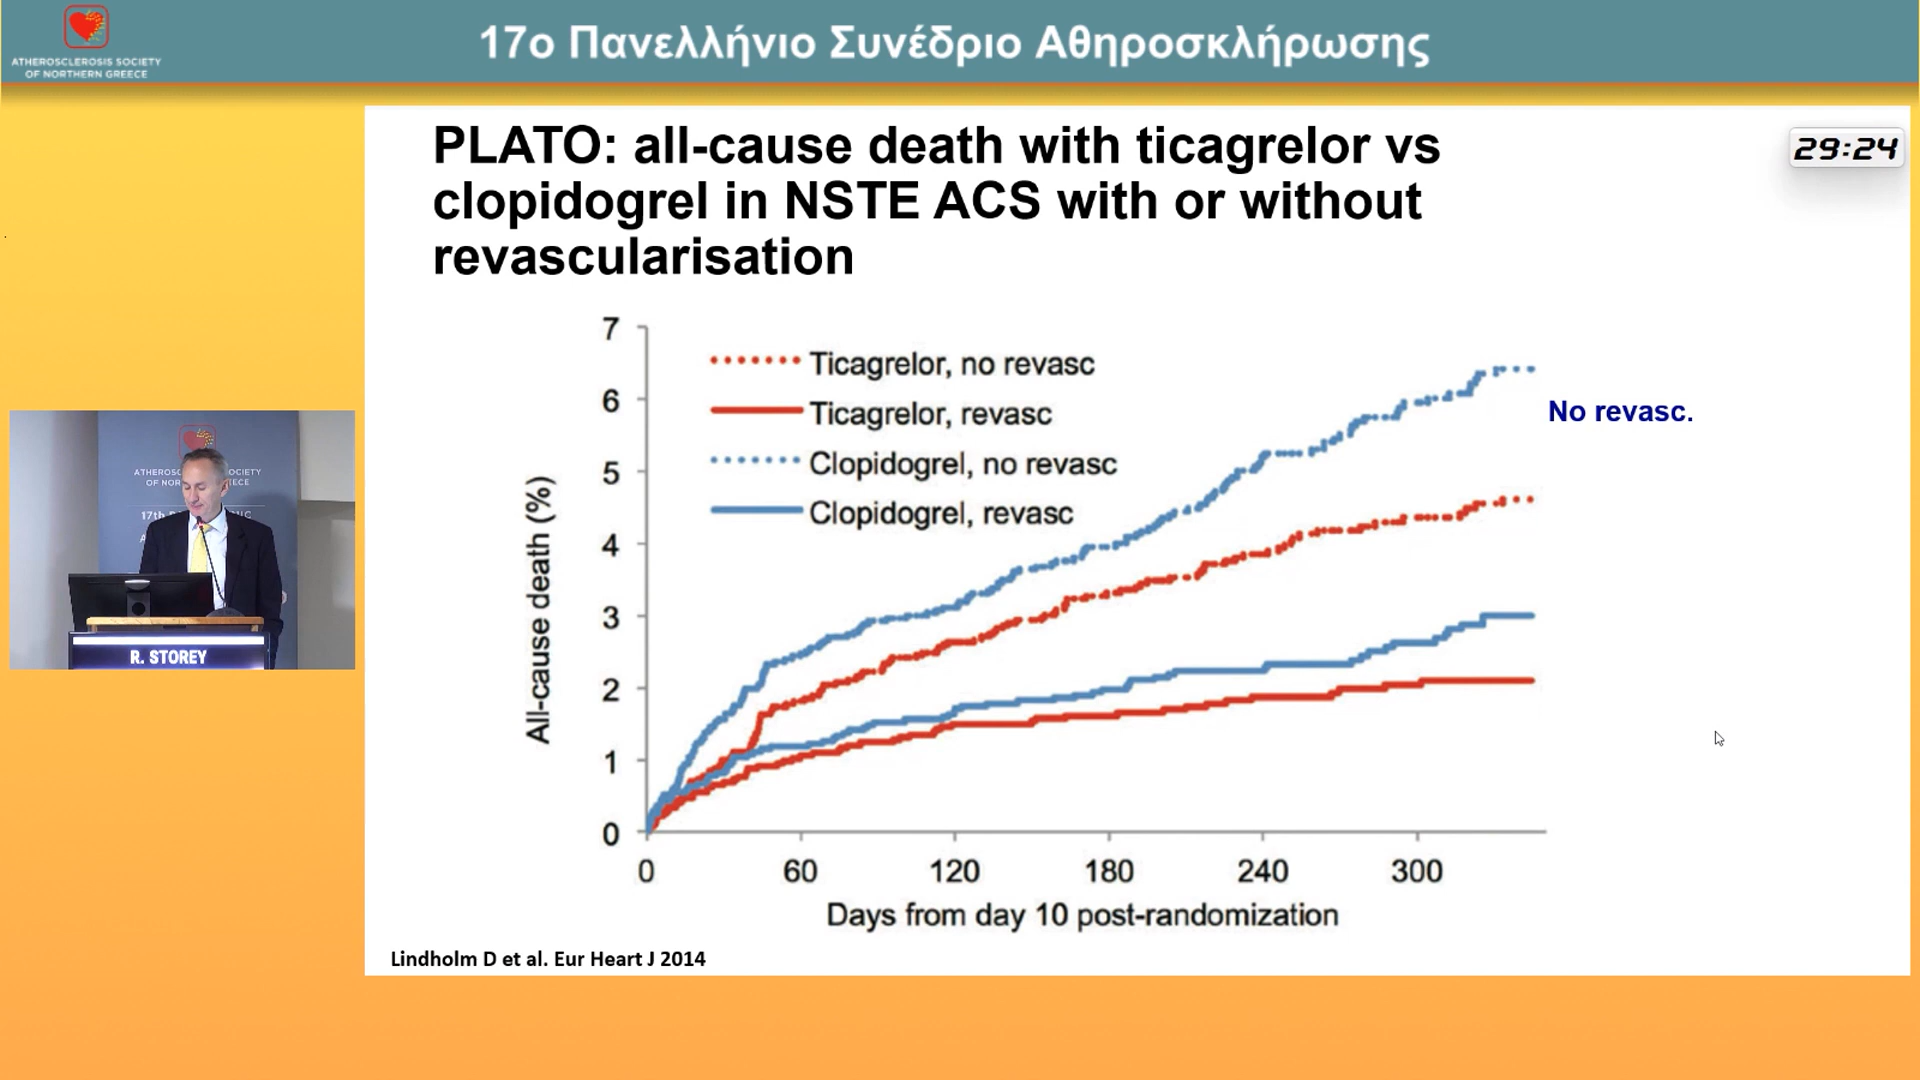 ATHEROSCLEROSIS SOCIETY
OF NORTHERN GREECE
17ο Πανελλήνιο Συνέδριο Αθηροσκλήρωσης
PLATO: all-cause death with ticagrelor vs
clopidogrel in NSTE ACS with or without
revascularisation
29:24
7
6
5
4
3
2
1
0
All-cause death (%)
Ticagrelor, no revasc
Ticagrelor, revasc
Clopidogrel, no revasc
Clopidogrel, revasc
No revasc.
0 60 120 180 240 300
Days from day 10 post-randomization
Lindholm D et al. Eur Heart J 2014
17th
R. STOREY